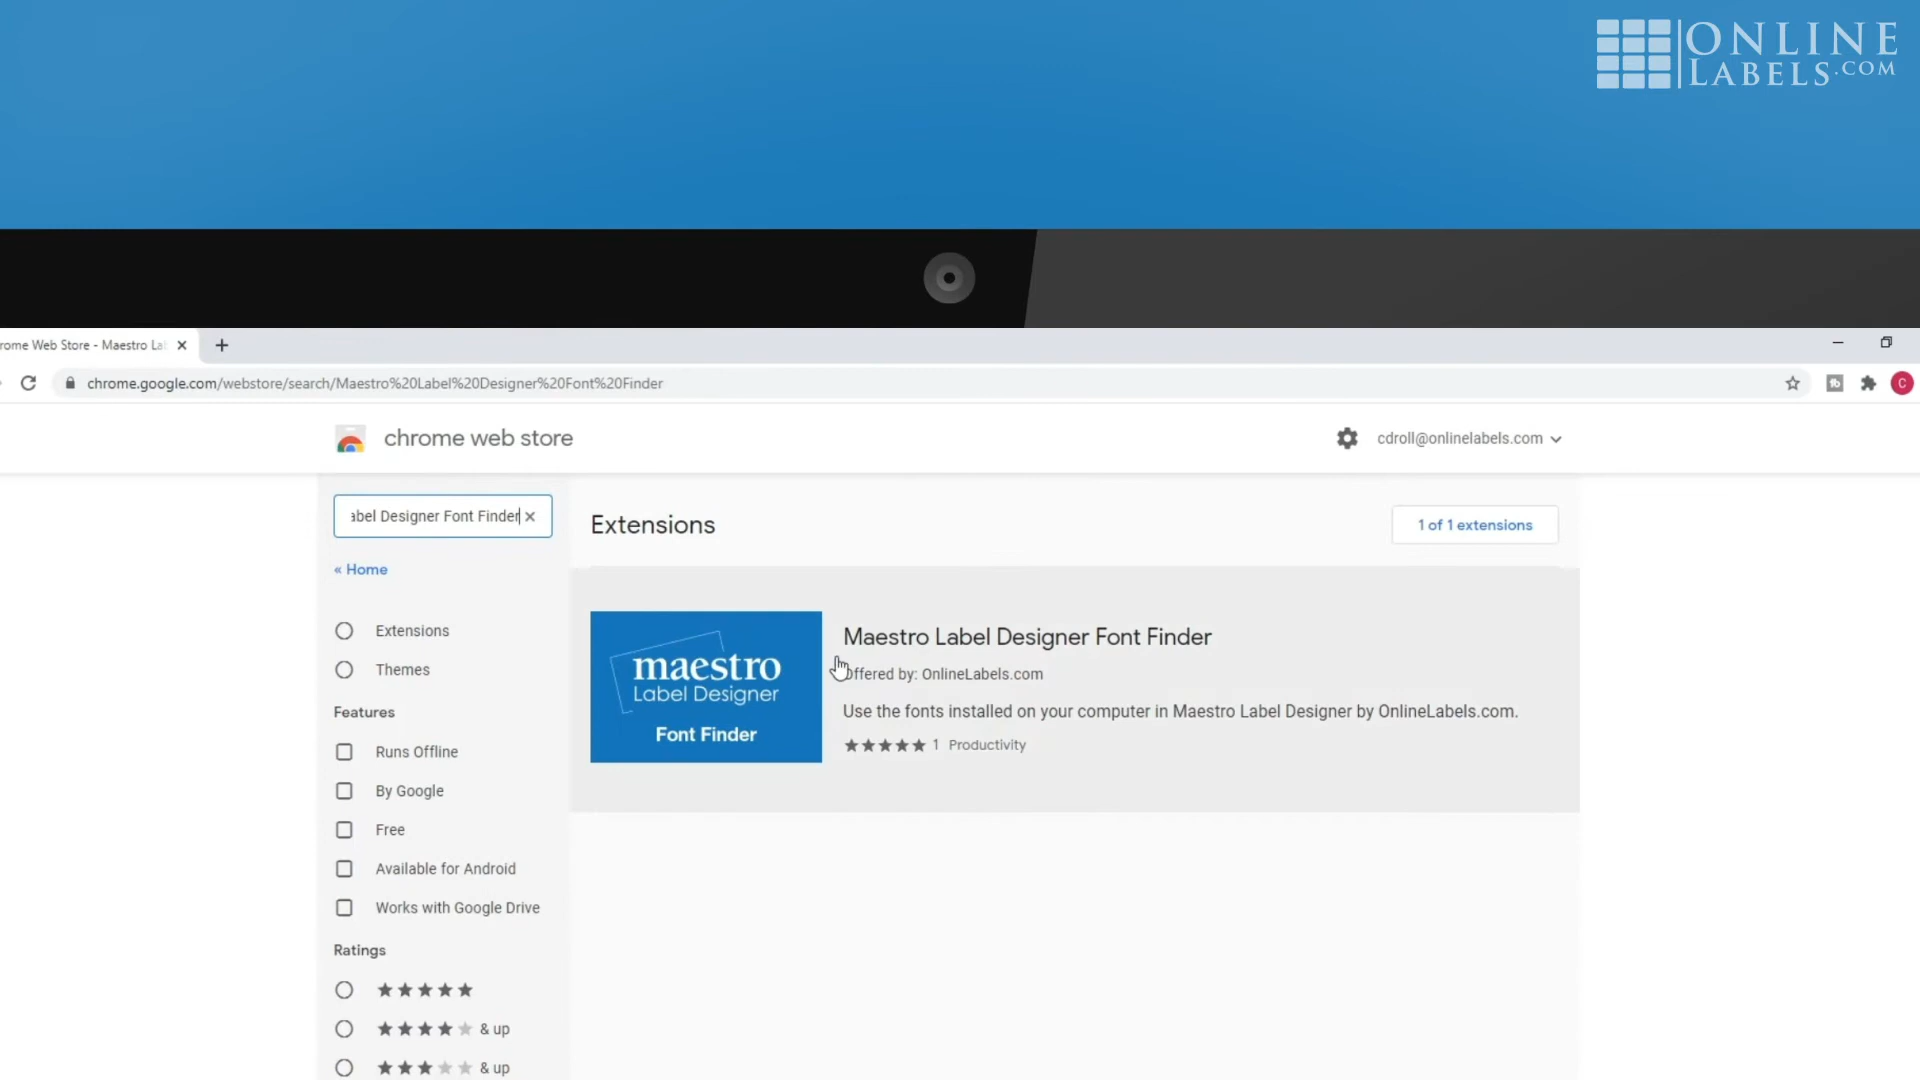 ONLINE
LABELS.COM
rome Web Store - Maestro La
chrome.google.com/webstore/search/Maestro%20Label%20Designer%20Font%20Finder
C
chrome web store
cdroll@onlinelabels.com
abel Designer Font Finder
Extensions
1 of 1 extensions
« Home
Extensions
Themes
Features
Runs Offline
By Google
Free
Available for Android
Works with Google Drive
Ratings
& up
& up
maestro
Label Designer
Font Finder
Maestro Label Designer Font Finder
Offered by: OnlineLabels.com
Use the fonts installed on your computer in Maestro Label Designer by OnlineLabels.com.
1 Productivity